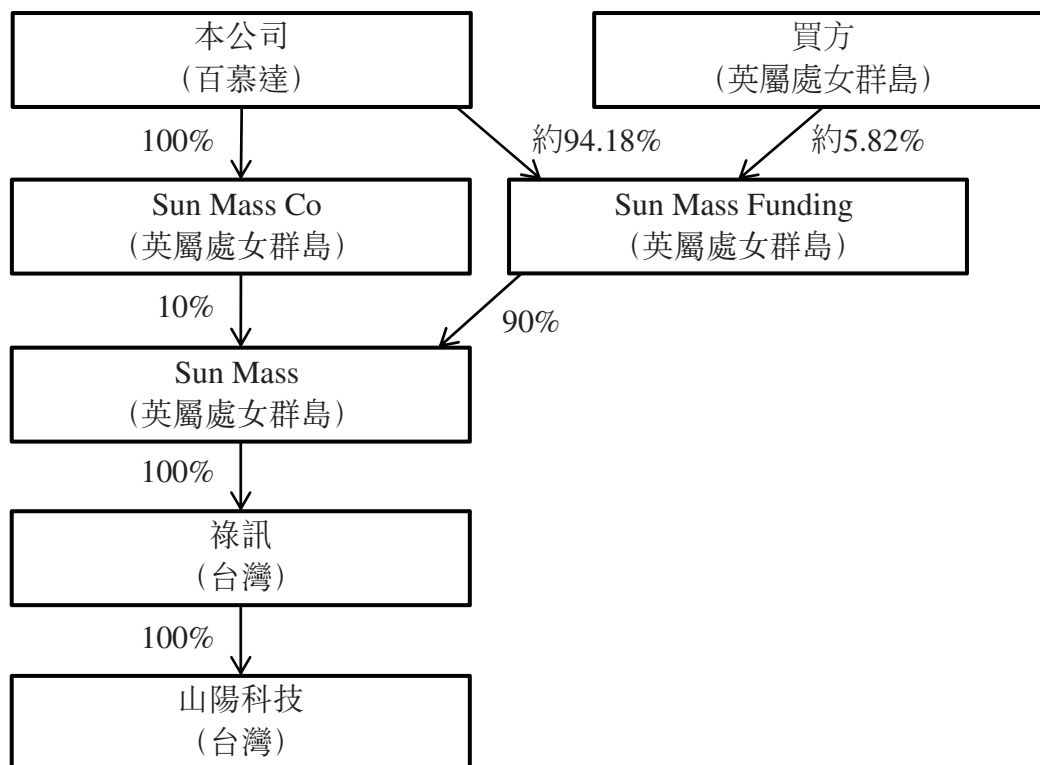 本公司
（百慕達）
買方
（英屬處女群島）
100%
約94.18%
約5.82%
Sun Mass Co
（英屬處女群島）
Sun Mass Funding
（英屬處女群島）
10%
90%
Sun Mass
（英屬處女群島）
100%
祿訊
（台灣）
100%
山陽科技
（台灣）